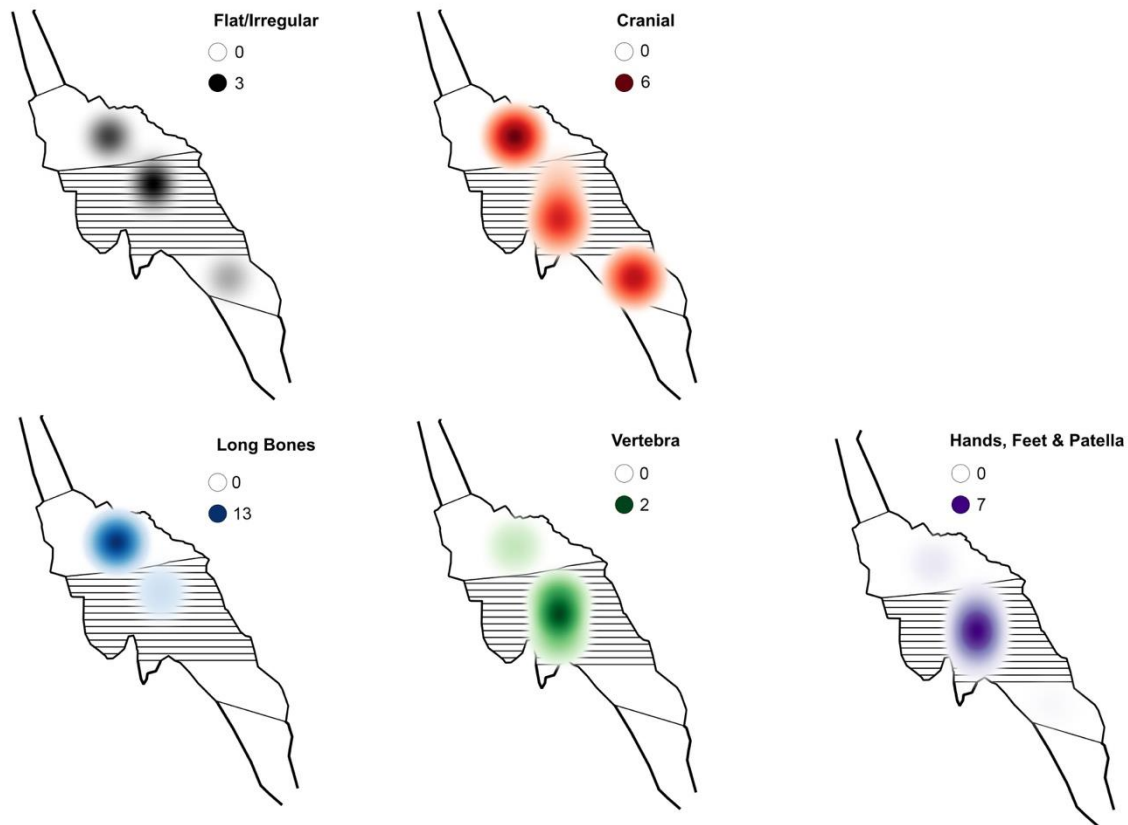 Flat/Irregular
0
3
Cranial
0
6
Long Bones
0
13
Vertebra
0
2
Hands, Feet & Patella
0
7